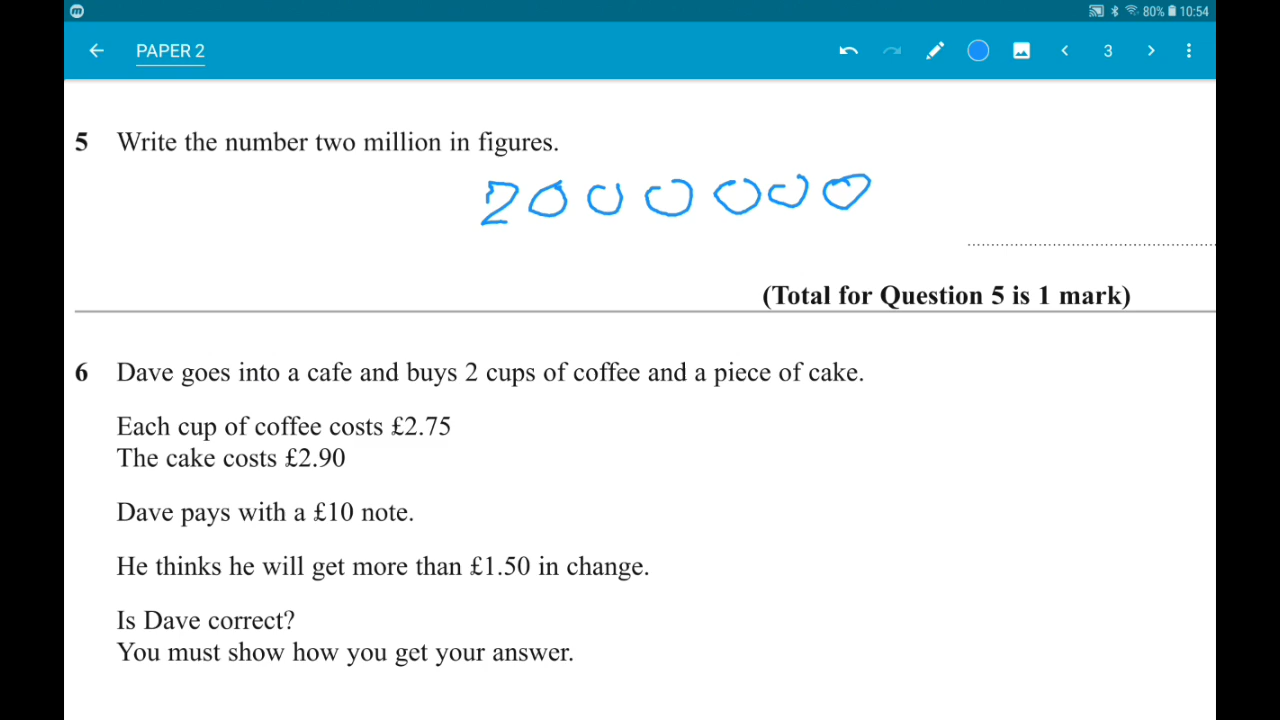 80% 10:54
PAPER 2
3
5 Write the number two million in figures.
2000000
(Total for Question 5 is 1 mark)
6 Dave goes into a cafe and buys 2 cups of coffee and a piece of cake.
Each cup of coffee costs £2.75
The cake costs £2.90
Dave pays with a £10 note.
He thinks he will get more than £1.50 in change.
Is Dave correct?
You must show how you get your answer.